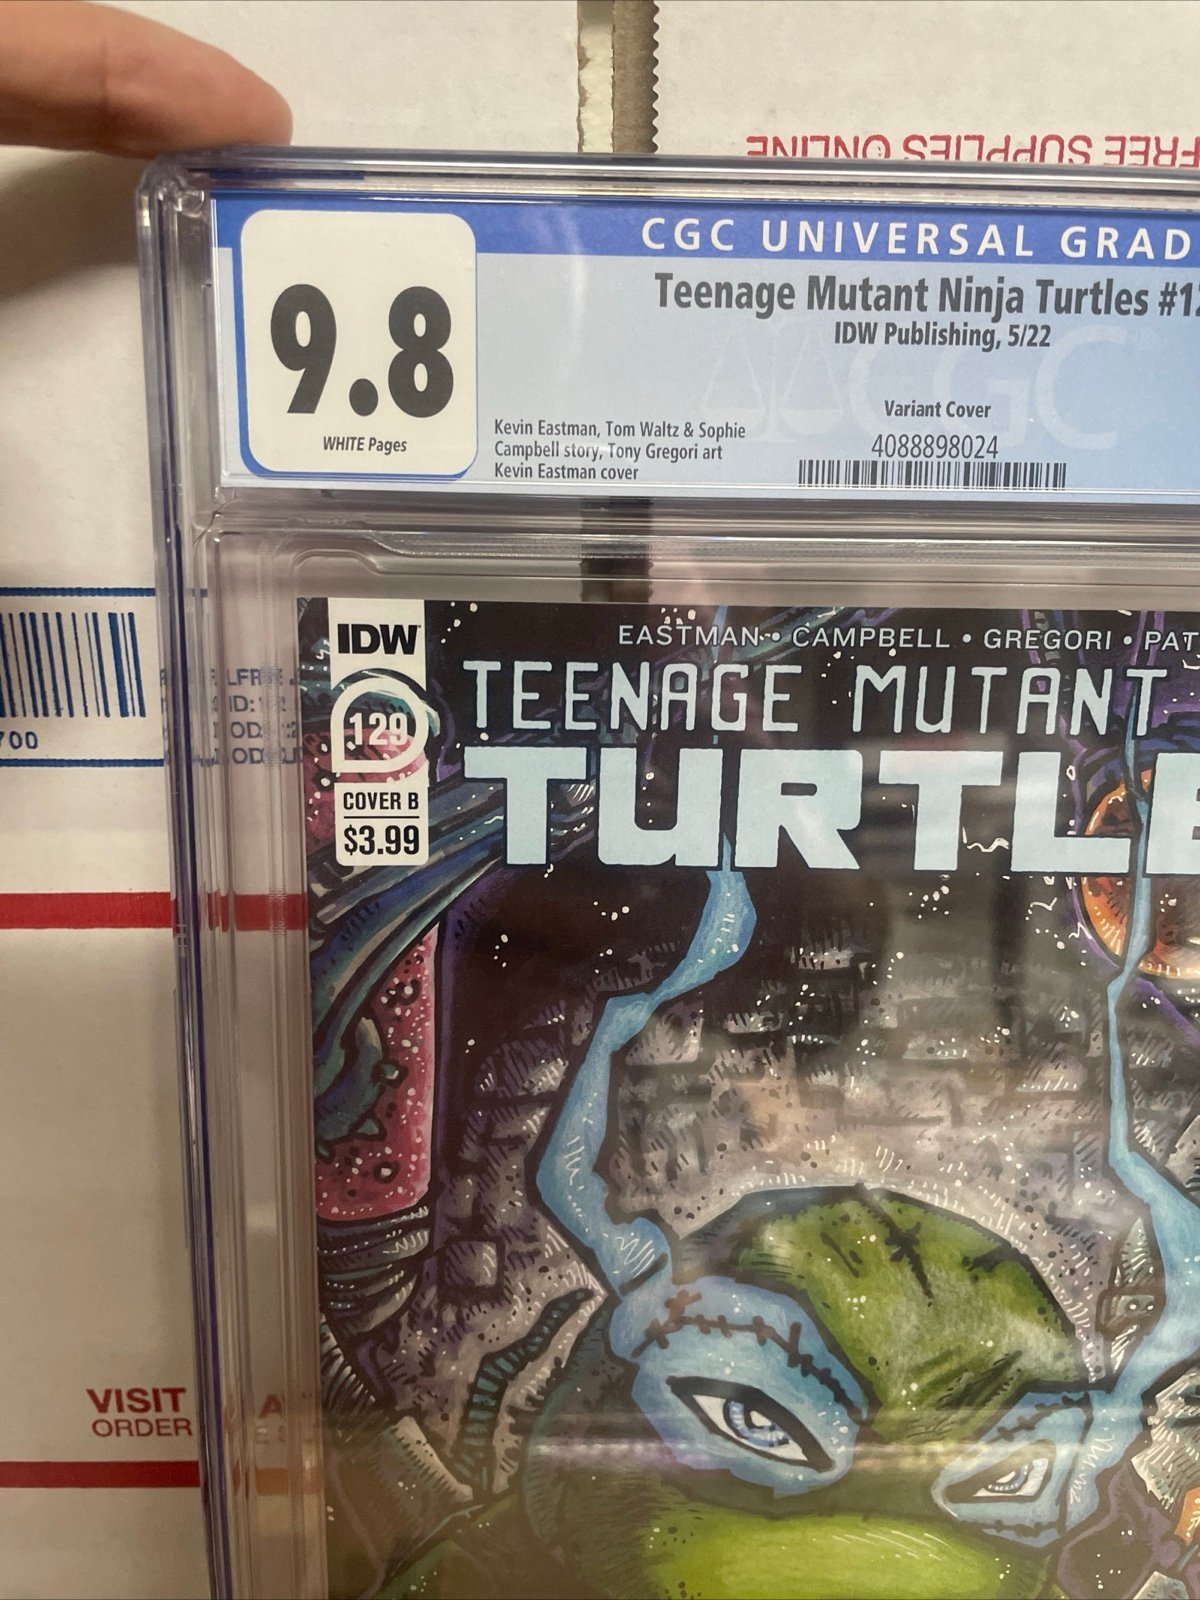 FREE SUPPLIES ONLINE
CGC UNIVERSAL GRAD
9.8
WHITE Pages
Teenage Mutant Ninja Turtles #12
IDW Publishing, 5/22
Variant Cover
Kevin Eastman, Tom Waltz & Sophie
Campbell story, Tony Gregori art
Kevin Eastman cover
4088898024
IDW
129
COVER B
$3.99
EASTMAN • CAMPBELL • GREGORI • PAT
TEENAGE MUTANT
TURTLE
700
VISIT
ORDER